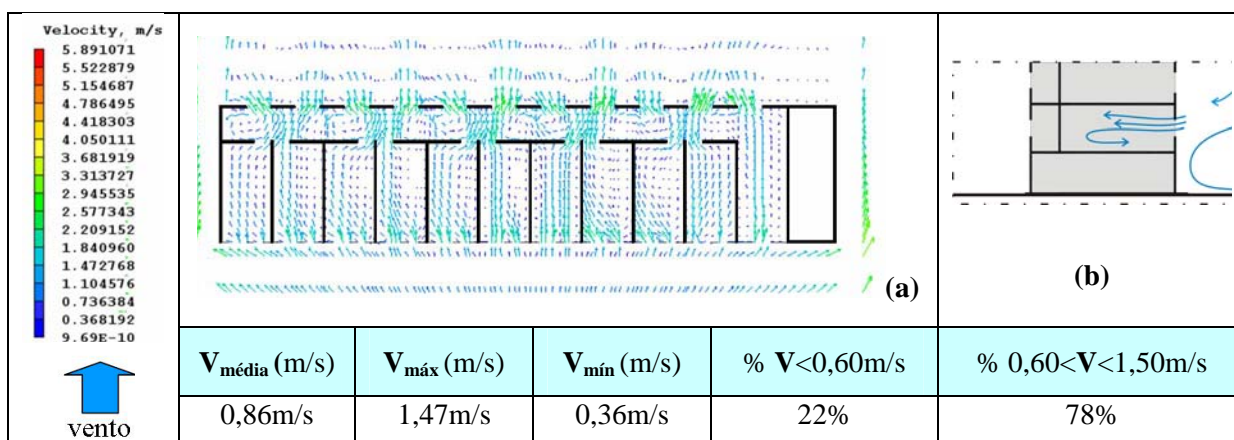 Velocity, m/s
5.891071
5.522879
5.154687
4.786495
4.418303
4.050111
3.681919
3.313727
2.945535
2.577343
2.209152
1.840960
1.472768
1.104576
0.736384
0.368192
9.69E-10
vento
(a)
(b)
Vmédia (m/s) Vmáx (m/s) Vmín (m/s) % V<0,60m/s % 0,60<V<1,50m/s
0,86m/s 1,47m/s 0,36m/s 22% 78%